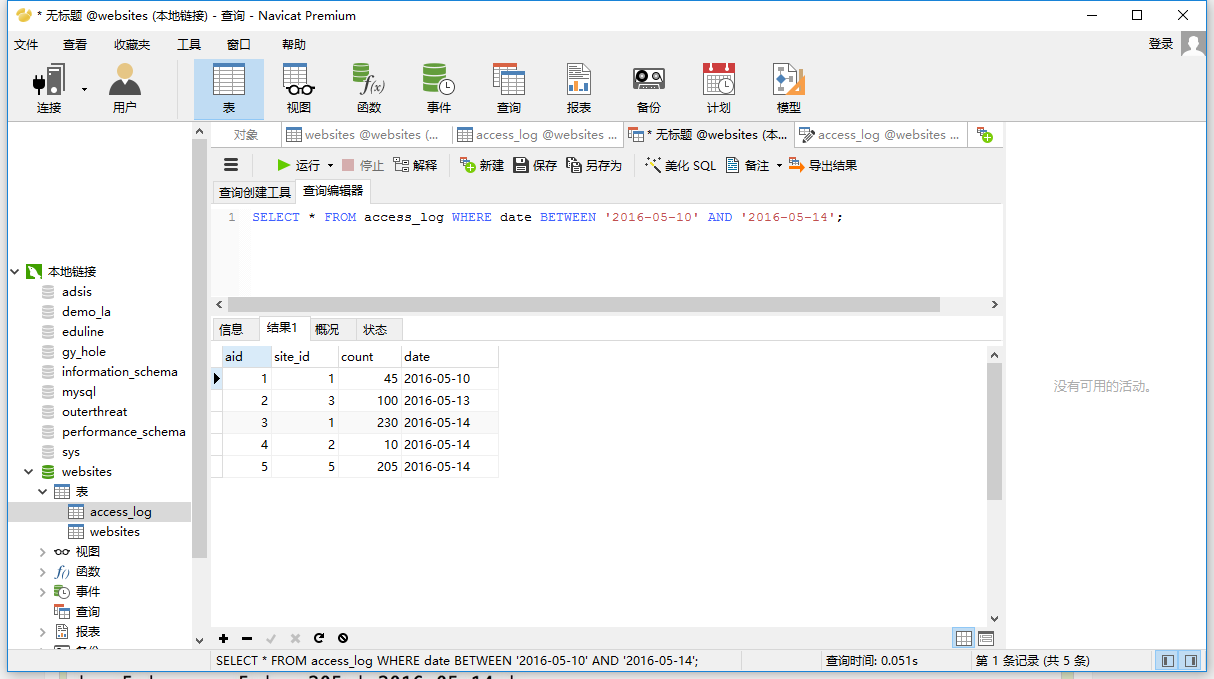 * 无标题 @websites (本地链接) - 查询 - Navicat Premium
文件 查看 收藏夹 工具 窗口 帮助 登录
连接 用户 表 视图 函数 f(x) 事件 查询 报表 备份 计划 模型
对象 websites @websites (... access_log @websites ... * 无标题 @websites (本... access_log @websites ...
运行 停止 解释 新建 保存 另存为 美化 SQL 备注 导出结果
查询创建工具 查询编辑器
1 SELECT * FROM access_log WHERE date BETWEEN '2016-05-10' AND '2016-05-14';
本地链接
adsis
demo_la
eduline
gy_hole
information_schema
mysql
outerthreat
performance_schema
sys
websites
表
access_log
websites
视图
f() 函数
事件
查询
报表
信息 结果1 概况 状态
aid site_id count date
1 1 45 2016-05-10
2 3 100 2016-05-13
3 1 230 2016-05-14
4 2 10 2016-05-14
5 5 205 2016-05-14
没有可用的活动。
SELECT * FROM access_log WHERE date BETWEEN '2016-05-10' AND '2016-05-14'; 查询时间: 0.051s 第 1 条记录 (共 5 条)